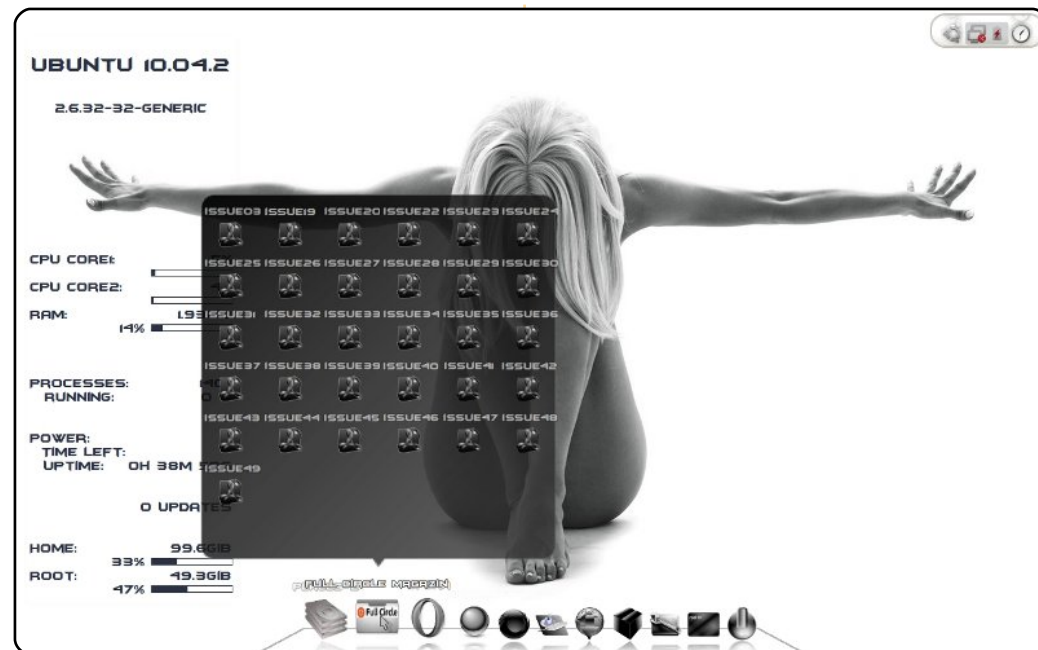 UBUNTU 10.04.2
2.6.32-32-GENERIC
ISSUE03 ISSUE19 ISSUE20 ISSUE22 ISSUE23 ISSUE24
CPU CORE1:
ISSUE25 ISSUE26 ISSUE27 ISSUE28 ISSUE29 ISSUE30
CPU CORE2:
RAM:
ISSUE31 ISSUE32 ISSUE33 ISSUE34 ISSUE35 ISSUE36
14%
ISSUE37 ISSUE38 ISSUE39 ISSUE40 ISSUE41 ISSUE42
PROCESSES:
RUNNING:
ISSUE43 ISSUE44 ISSUE45 ISSUE46 ISSUE47 ISSUE48
POWER:
TIME LEFT:
UPTIME: 0H 38M
ISSUE49
0 UPDATES
HOME: 99.6GIB
33%
ROOT: 49.3GIB
47%
FULL CIRCLE MAGAZIN
Full Circle